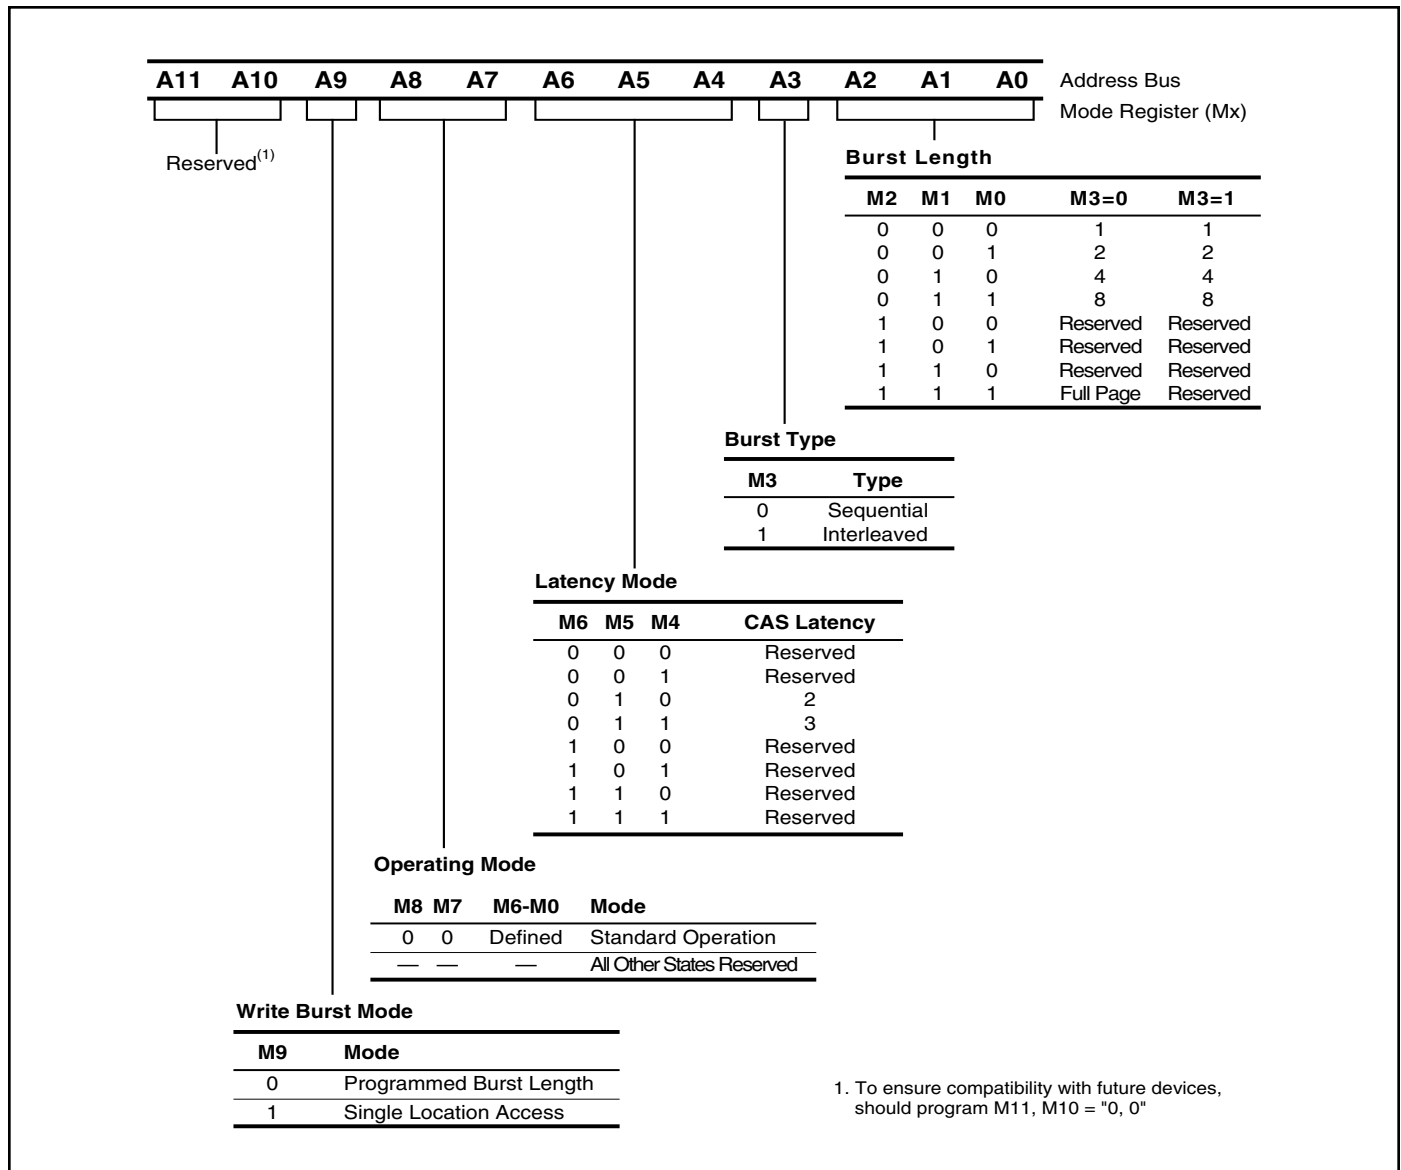 A11 A10 A9 A8 A7 A6 A5 A4 A3 A2 A1 A0 Address Bus
Mode Register (Mx)
Reserved(1)
Burst Length
M2 M1 M0 M3=0 M3=1
0 0 0 1 1
0 0 1 2 2
0 1 0 4 4
0 1 1 8 8
1 0 0 Reserved Reserved
1 0 1 Reserved Reserved
1 1 0 Reserved Reserved
1 1 1 Full Page Reserved
Burst Type
M3 Type
0 Sequential
1 Interleaved
Latency Mode
M6 M5 M4 CAS Latency
0 0 0 Reserved
0 0 1 Reserved
0 1 0 2
0 1 1 3
1 0 0 Reserved
1 0 1 Reserved
1 1 0 Reserved
1 1 1 Reserved
Operating Mode
M8 M7 M6-M0 Mode
0 0 Defined Standard Operation
— — — All Other States Reserved
Write Burst Mode
M9 Mode
0 Programmed Burst Length
1 Single Location Access
1. To ensure compatibility with future devices,
should program M11, M10 = "0, 0"